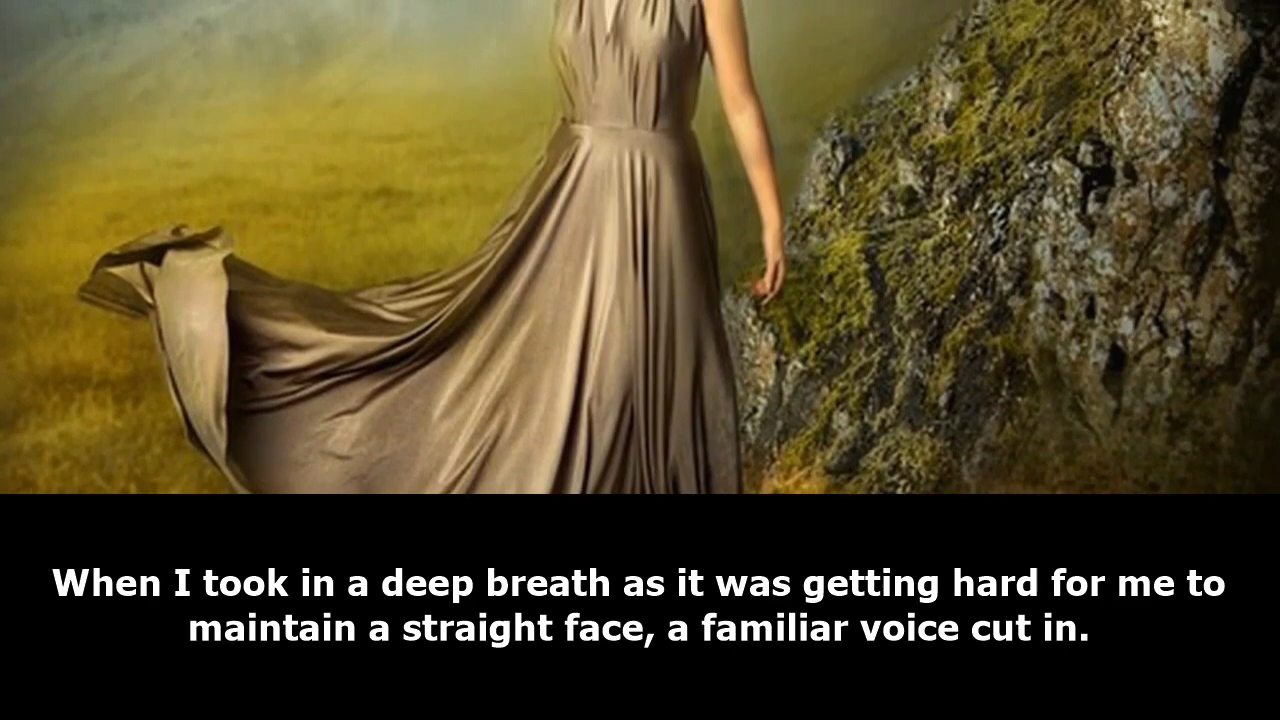 When I took in a deep breath as it was getting hard for me to
maintain a straight face, a familiar voice cut in.